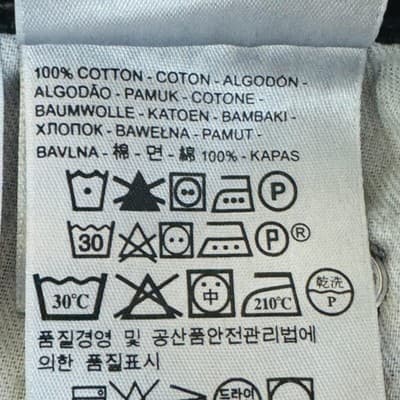 100% COTTON - COTON - ALGODÓN -
ALGODÃO - PAMUK - COTONE -
BAUMWOLLE - KATOEN - BAMBAKI -
ХЛОПОК - BAWEŁNA - PAMUT -
BAVLNA - 棉 - 면 - 綿 100% - KAPAS
P
30 P ®
30℃ 中 210℃ 乾洗 P
품질경영 및 공산품안전관리법에
의한 품질표시
드라이